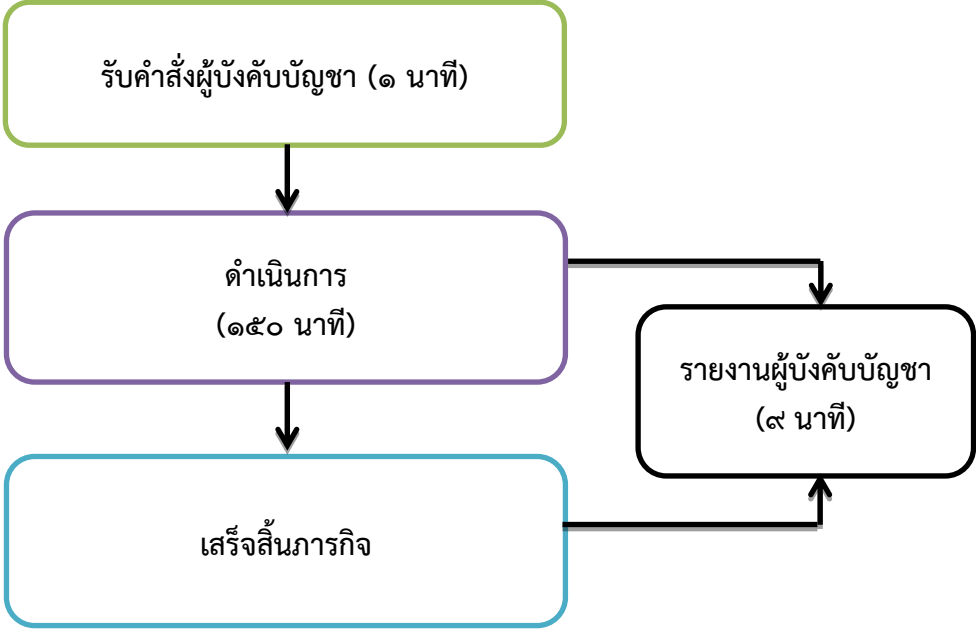 รับคำสั่งผู้บังคับบัญชา (๑ นาที)
ดำเนินการ
(๑๕๐ นาที)
รายงานผู้บังคับบัญชา
(๙ นาที)
เสร็จสิ้นภารกิจ